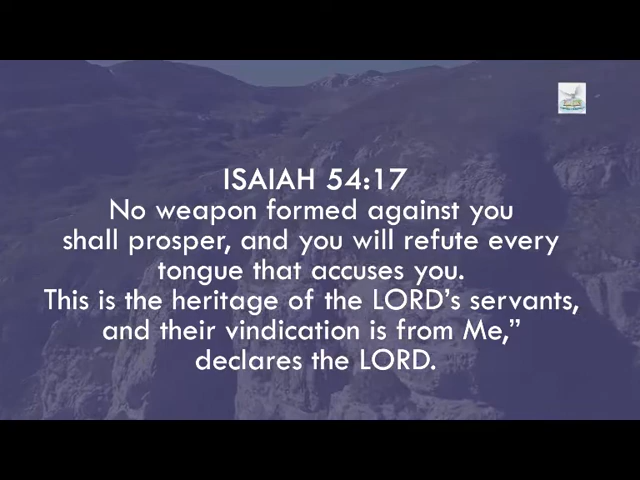 ISAIAH 54:17
No weapon formed against you
shall prosper, and you will refute every
tongue that accuses you.
This is the heritage of the LORD’s servants,
and their vindication is from Me,”
declares the LORD.